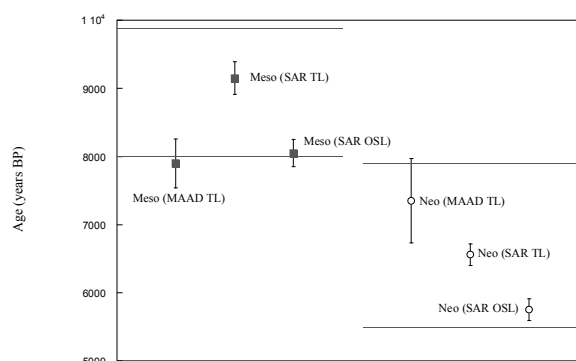 1 10⁴
Meso (SAR TL)
9000
Meso (SAR OSL)
8000
Meso (MAAD TL)
Neo (MAAD TL)
7000
Neo (SAR TL)
6000
Neo (SAR OSL)
5000
Age (years BP)